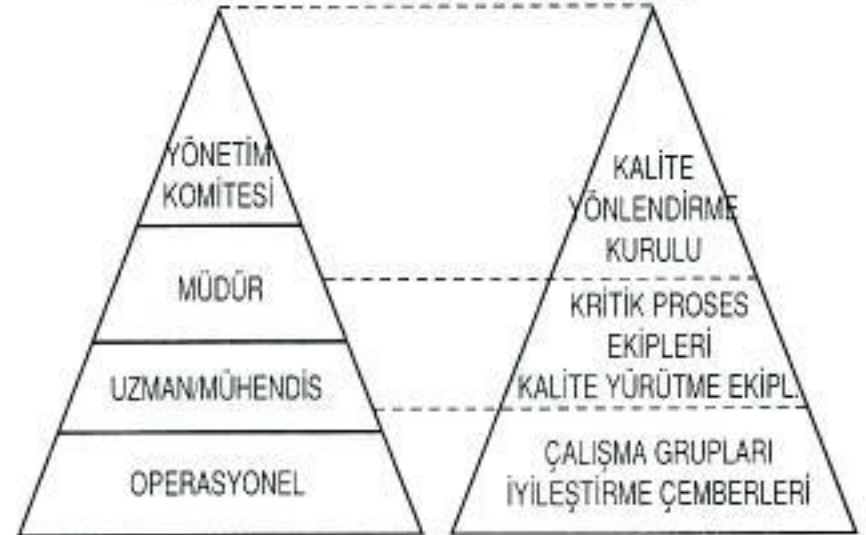 YÖNETİM
KOMİTESİ
MÜDÜR
UZMAN/MÜHENDİS
OPERASYONEL
KALİTE
YÖNLENDİRME
KURULU
KRİTİK PROSES
EKİPLERİ
KALİTE YÜRÜTME EKİPL.
ÇALIŞMA GRUPLARI
İYİLEŞTİRME ÇEMBERLERİ